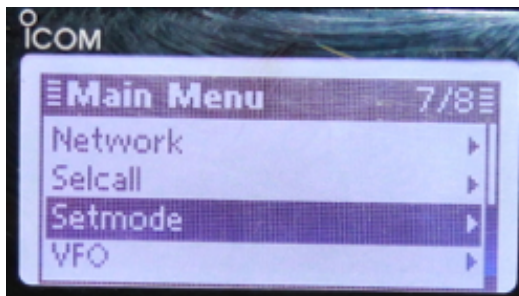 ICOM
Main Menu 7/8
Network
Selcall
Setmode
VFO